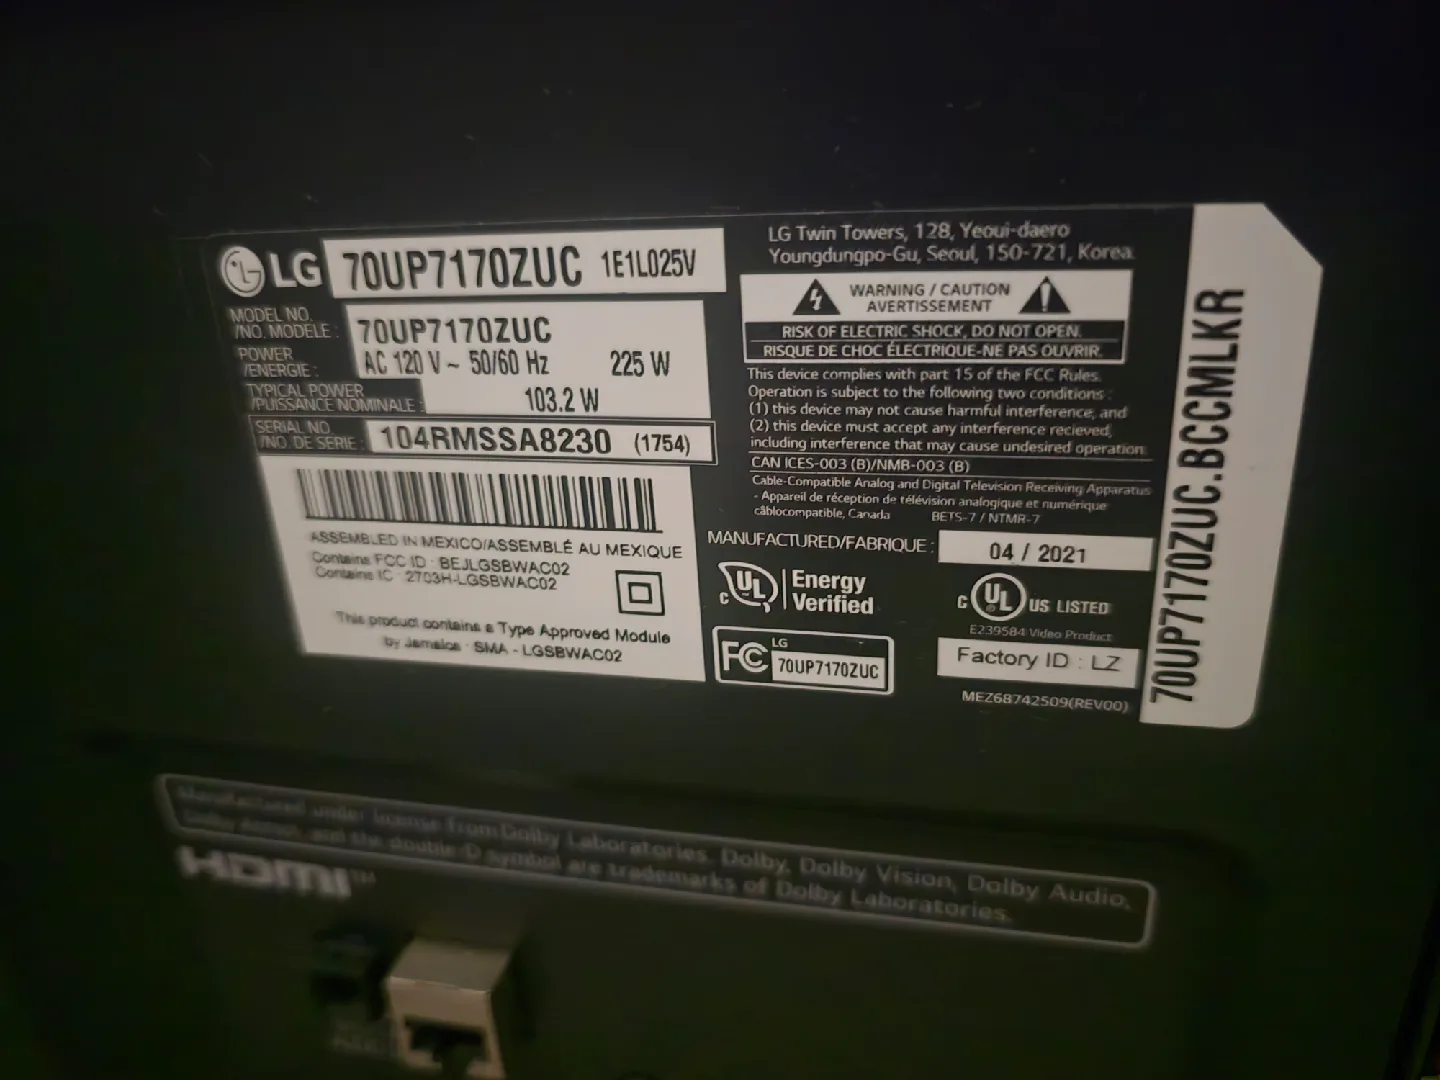 LG 70UP7170ZUC 1E1L025V
MODEL NO.
/NO. MODÈLE : 70UP7170ZUC
POWER
/ÉNERGIE : AC 120 V ~ 50/60 Hz 225 W
TYPICAL POWER
/PUISSANCE NOMINALE : 103.2 W
SERIAL NO.
/NO. DE SÉRIE : 104RMSSA8230 (1754)
ASSEMBLED IN MEXICO/ASSEMBLÉ AU MEXIQUE
Contains FCC ID : BEJLGSBWAC02
Contains IC : 2703H-LGSBWAC02
This product contains a Type Approved Module
by Jamaica : SMA - LGSBWAC02
LG Twin Towers, 128, Yeoui-daero
Youngdungpo-Gu, Seoul, 150-721, Korea
WARNING / CAUTION
AVERTISSEMENT
RISK OF ELECTRIC SHOCK, DO NOT OPEN.
RISQUE DE CHOC ÉLECTRIQUE-NE PAS OUVRIR.
This device complies with part 15 of the FCC Rules.
Operation is subject to the following two conditions :
(1) this device may not cause harmful interference, and
(2) this device must accept any interference recieved,
including interference that may cause undesired operation.
CAN ICES-003 (B)/NMB-003 (B)
Cable-Compatible Analog and Digital Television Receiving Apparatus
- Appareil de réception de télévision analogique et numérique
câblocompatible, Canada BETS-7 / NTMR-7
MANUFACTURED/FABRIQUE : 04 / 2021
c UL Energy
Verified
c UL US LISTED
E239584 Video Product
FC LG
70UP7170ZUC
Factory ID : LZ
MEZ68742509(REV00)
70UP7170ZUC.BCCMLKR
Manufactured under license from Dolby Laboratories. Dolby, Dolby Vision, Dolby Audio,
Dolby Atmos, and the double-D symbol are trademarks of Dolby Laboratories.
HDMI™